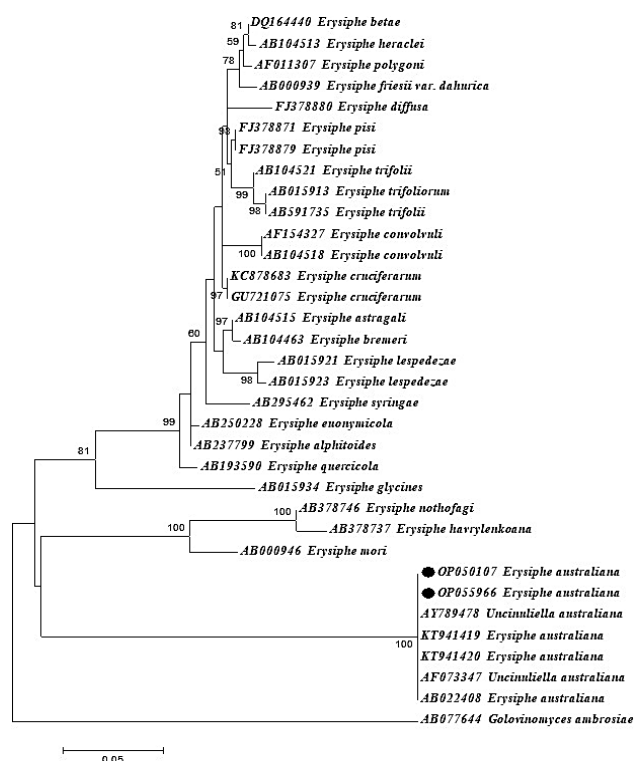 81
DQ164440 Erysiphe betae
59
AB104513 Erysiphe heraclei
78
AF011307 Erysiphe polygoni
AB000939 Erysiphe friesii var. dahurica
FJ378880 Erysiphe diffusa
93
FJ378871 Erysiphe pisi
FJ378879 Erysiphe pisi
51
AB104521 Erysiphe trifolii
99
AB015913 Erysiphe trifoliorum
98
AB591735 Erysiphe trifolii
AF154327 Erysiphe convolvuli
100
AB104518 Erysiphe convolvuli
KC878683 Erysiphe cruciferarum
97
GU721075 Erysiphe cruciferarum
97
AB104515 Erysiphe astragali
60
AB104463 Erysiphe bremeri
AB015921 Erysiphe lespedezae
98
AB015923 Erysiphe lespedezae
AB295462 Erysiphe syringae
99
AB250228 Erysiphe euonymicola
AB237799 Erysiphe alphitoides
81
AB193590 Erysiphe quercicola
AB015934 Erysiphe glycines
100
AB378746 Erysiphe nothofagi
100
AB378737 Erysiphe havrylenkoana
AB000946 Erysiphe mori
OP050107 Erysiphe australiana
OP055966 Erysiphe australiana
AY789478 Uncinuliella australiana
100
KT941419 Erysiphe australiana
KT941420 Erysiphe australiana
AF073347 Uncinuliella australiana
AB022408 Erysiphe australiana
AB077644 Golovinomyces ambrosiae
0.05